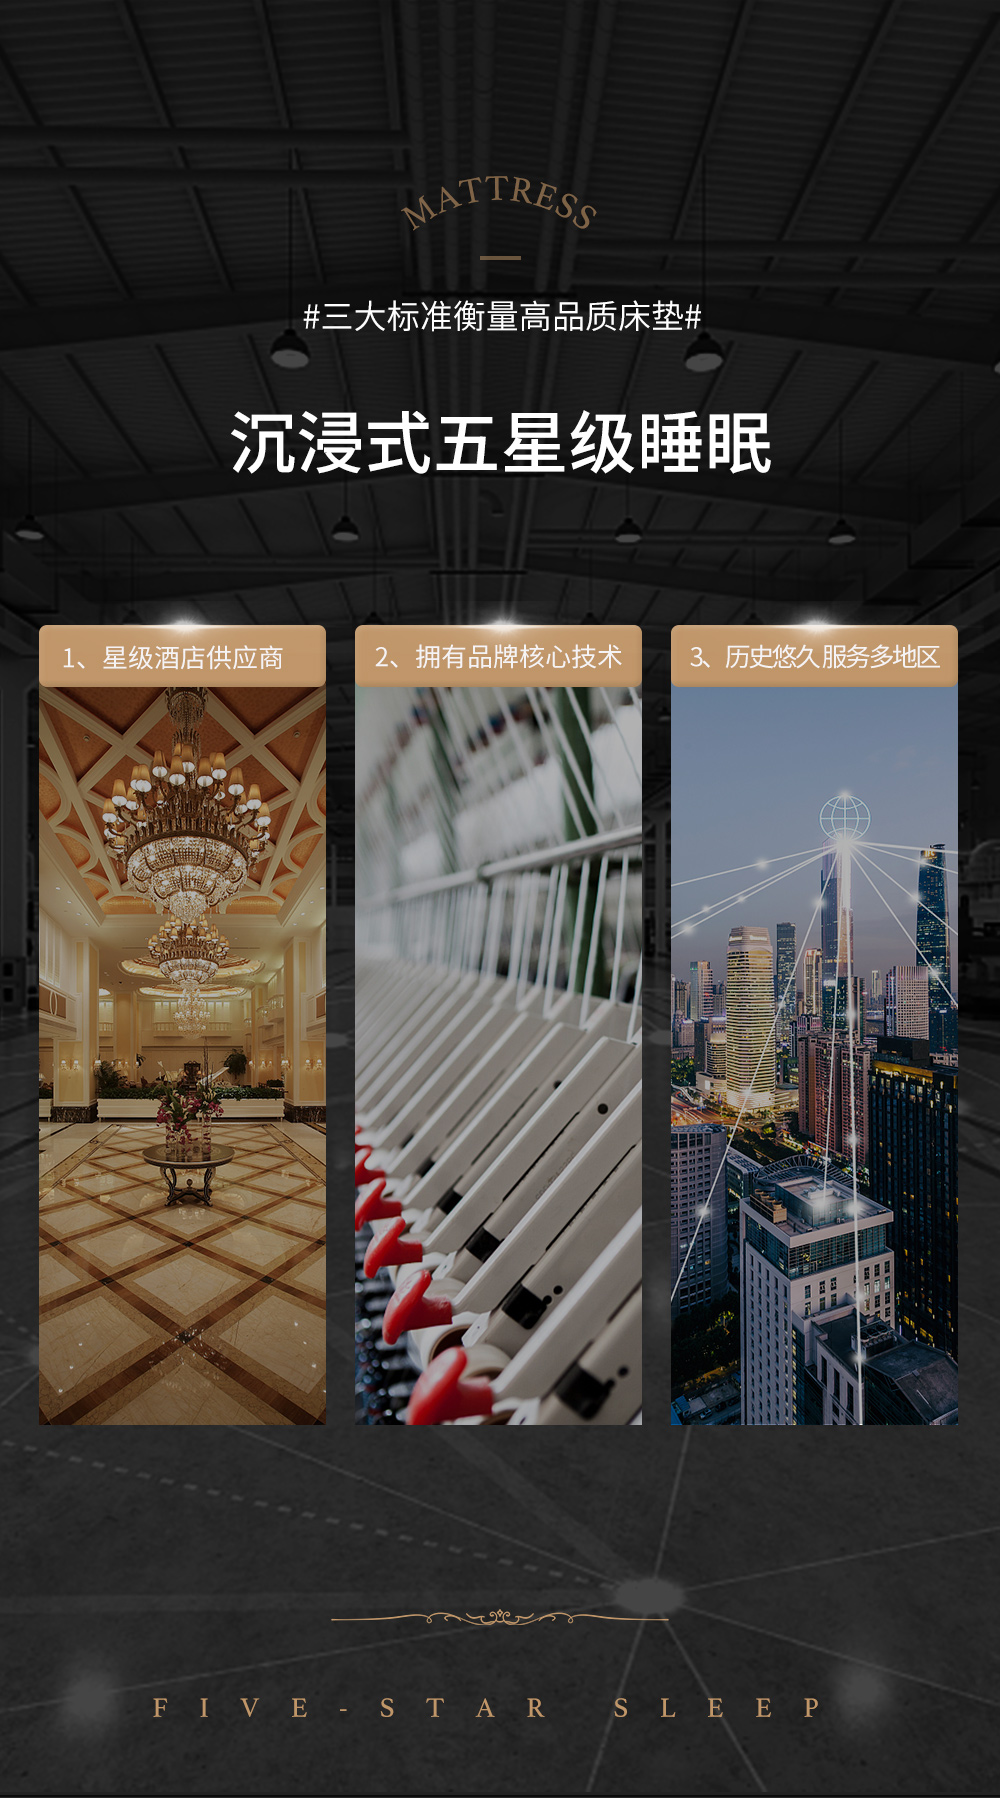 MATTRESS
#三大标准衡量高品质床垫#
沉浸式五星级睡眠
1、星级酒店供应商
2、拥有品牌核心技术
3、历史悠久服务多地区
FIVE-STAR SLEEP